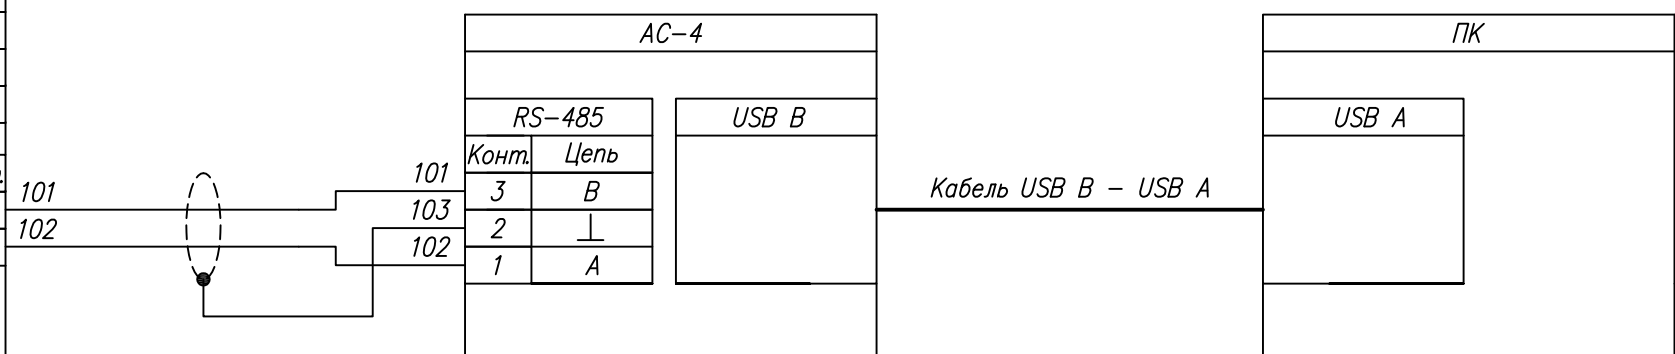 АС-4
ПК
RS-485
USB B
USB A
Конт.
Цепь
101
101
3
B
Кабель USB B - USB A
103
102
2
⊥
102
1
A